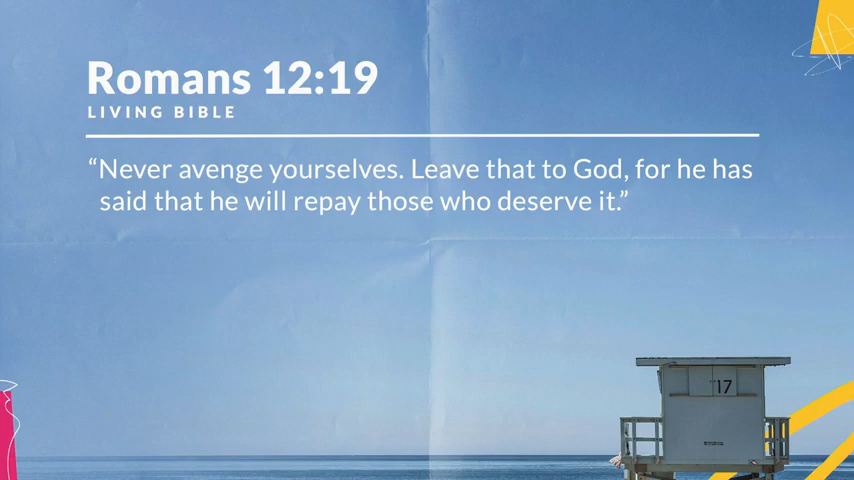 Romans 12:19
LIVING BIBLE
“Never avenge yourselves. Leave that to God, for he has
said that he will repay those who deserve it.”
17